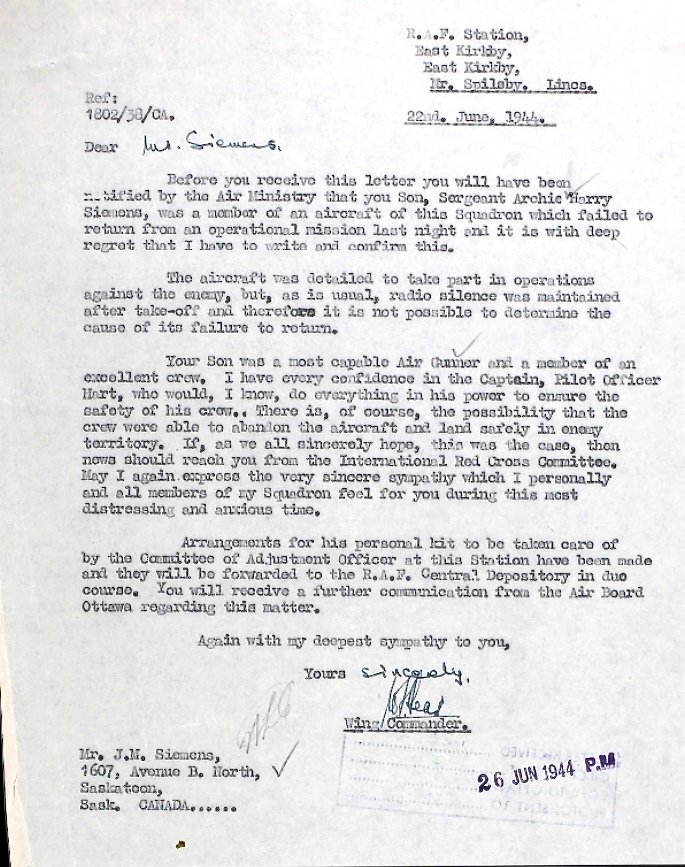 R.A.F. Station,
East Kirkby,
East Kirkby,
Nr. Spilsby. Lincs.
Ref:
1802/38/CA.
22nd. June, 1944.
Dear Mr. Siemens.
Before you receive this letter you will have been
notified by the Air Ministry that you Son, Sergeant Archie Harry
Siemens, was a member of an aircraft of this Squadron which failed to
return from an operational mission last night and it is with deep
regret that I have to write and confirm this.
The aircraft was detailed to take part in operations
against the enemy, but, as is usual, radio silence was maintained
after take-off and therefore it is not possible to determine the
cause of its failure to return.
Your Son was a most capable Air Gunner and a member of an
excellent crew. I have every confidence in the Captain, Pilot Officer
Hart, who would, I know, do everything in his power to ensure the
safety of his crew.. There is, of course, the possibility that the
crew were able to abandon the aircraft and land safely in enemy
territory. If, as we all sincerely hope, this was the case, then
news should reach you from the International Red Cross Committee.
May I again express the very sincere sympathy which I personally
and all members of my Squadron feel for you during this most
distressing and anxious time.
Arrangements for his personal kit to be taken care of
by the Committee of Adjustment Officer at this Station have been made
and they will be forwarded to the R.A.F. Central Depository in due
course. You will receive a further communication from the Air Board
Ottawa regarding this matter.
Again with my deepest sympathy to you,
Yours sincerely,
Wing/Commander.
Mr. J.M. Siemens,
1607, Avenue B. North,
Saskatoon,
Sask. CANADA......
26 JUN 1944 P.M.